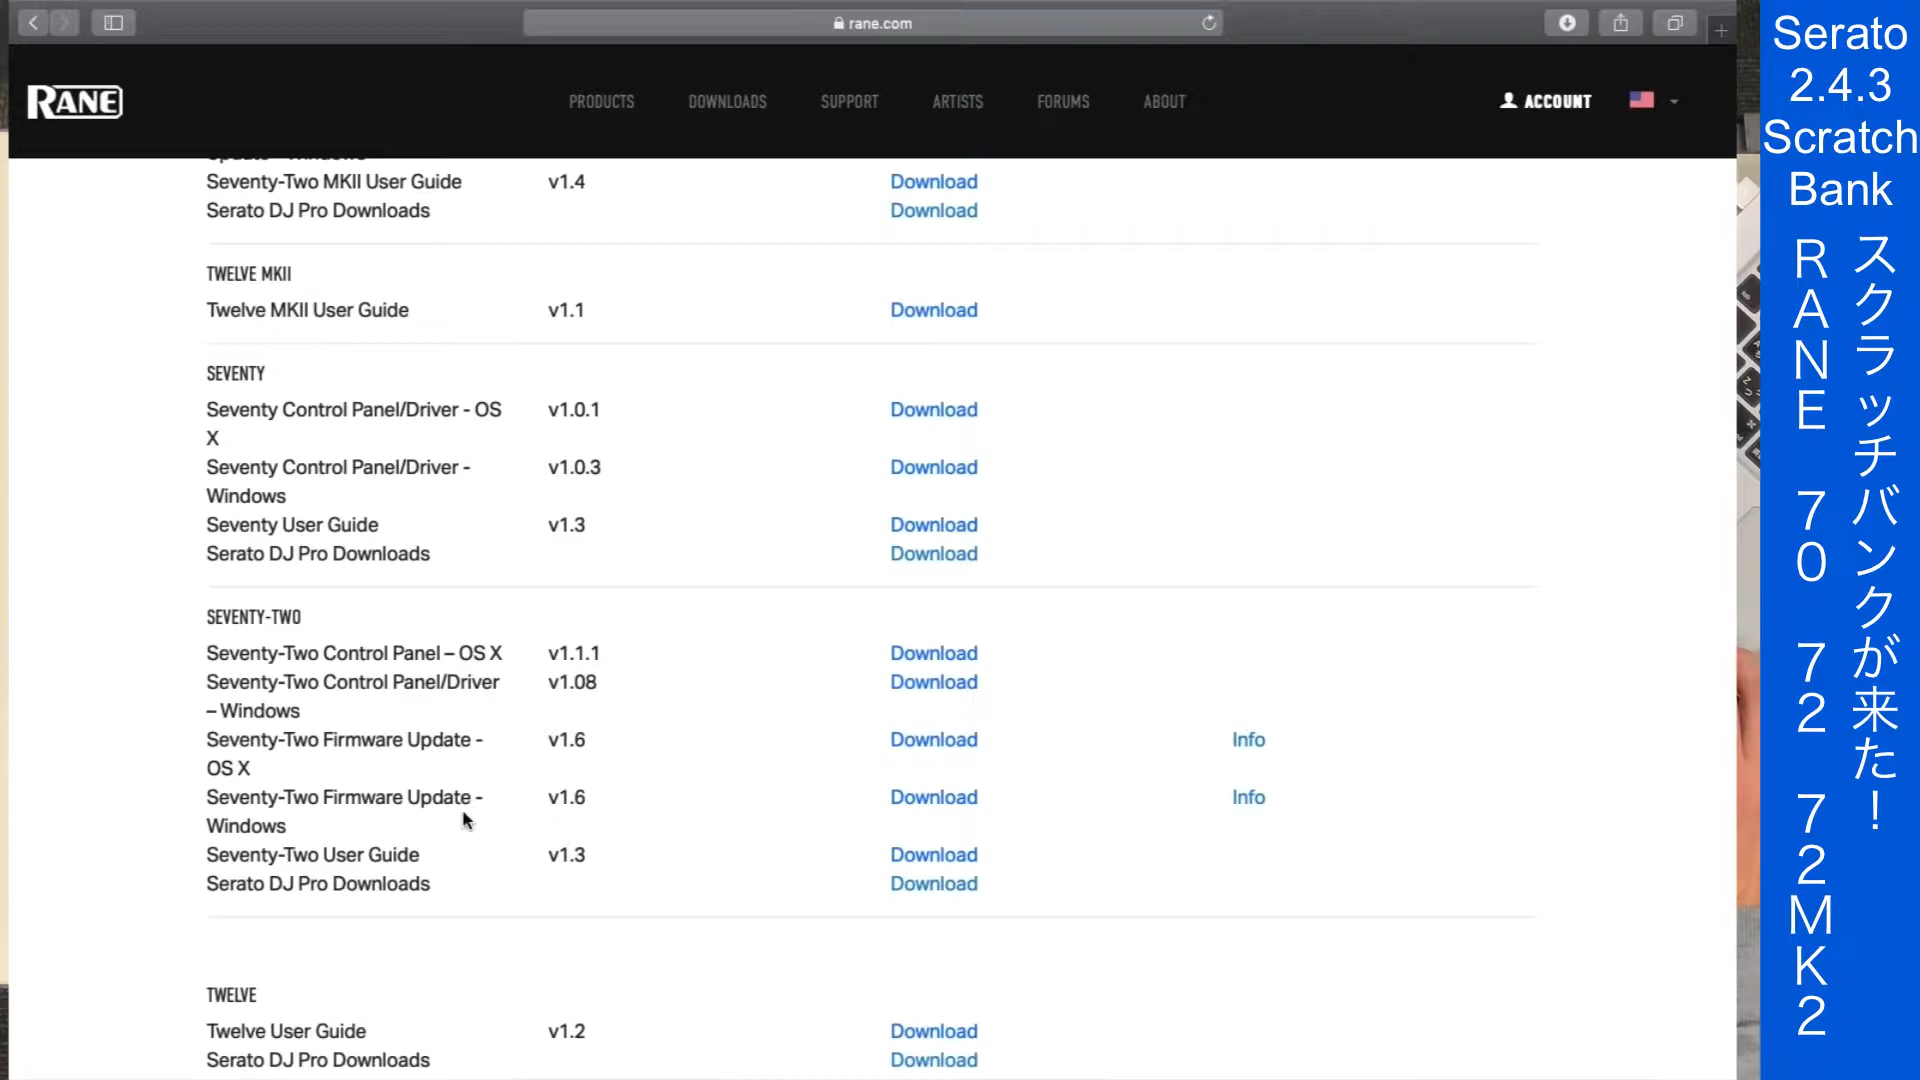 rane.com
RANE
PRODUCTS
DOWNLOADS
SUPPORT
ARTISTS
FORUMS
ABOUT
ACCOUNT
Seventy-Two MKII User Guide v1.4 Download
Serato DJ Pro Downloads Download
TWELVE MKII
Twelve MKII User Guide v1.1 Download
SEVENTY
Seventy Control Panel/Driver - OS v1.0.1 Download
X
Seventy Control Panel/Driver - v1.0.3 Download
Windows
Seventy User Guide v1.3 Download
Serato DJ Pro Downloads Download
SEVENTY-TWO
Seventy-Two Control Panel – OS X v1.1.1 Download
Seventy-Two Control Panel/Driver v1.08 Download
– Windows
Seventy-Two Firmware Update - v1.6 Download Info
OS X
Seventy-Two Firmware Update - v1.6 Download Info
Windows
Seventy-Two User Guide v1.3 Download
Serato DJ Pro Downloads Download
TWELVE
Twelve User Guide v1.2 Download
Serato DJ Pro Downloads Download
Serato
2.4.3
Scratch
Bank
スクラッチバンクが来た！
RANE 70 72 72MK2